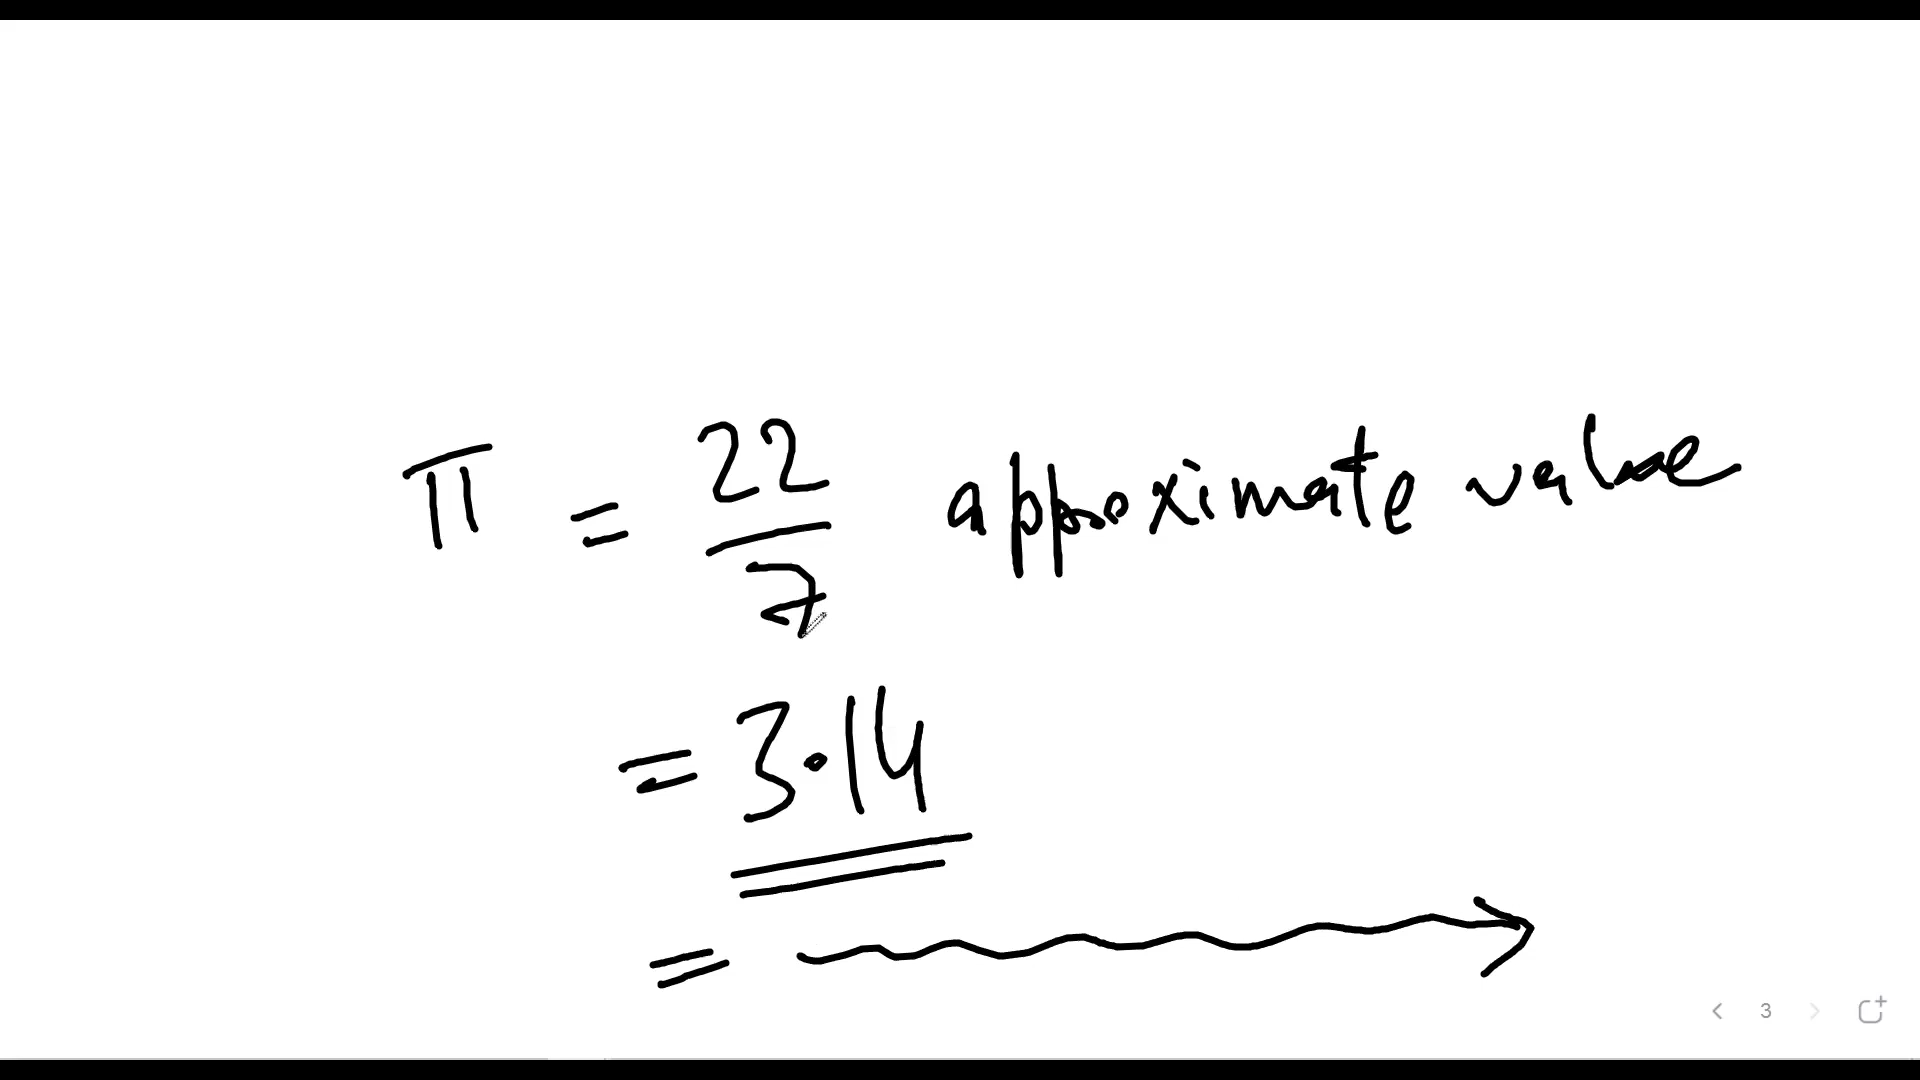 π = 22/7 approximate value
= 3.14
=
3